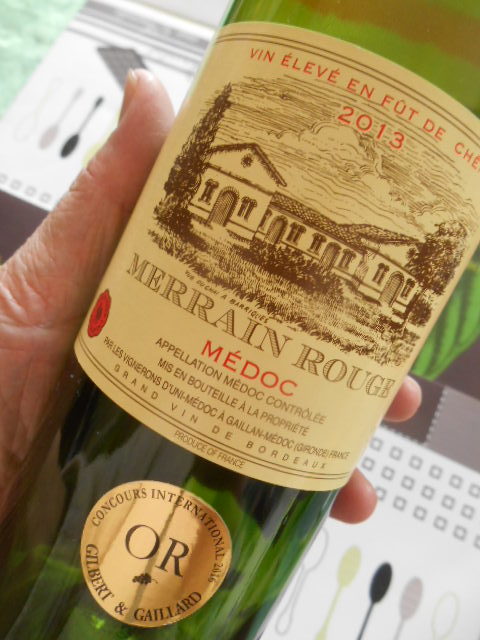 VIN ÉLEVÉ EN FÛT DE CHÊ
2013
MERRAIN ROUGE
MÉDOC
APPELLATION MÉDOC CONTRÔLÉE
MIS EN BOUTEILLE À LA PROPRIÉTÉ
PAR LES VIGNERONS D'UNI-MÉDOC À GAILLAN-MÉDOC (GIRONDE) FRANCE
GRAND VIN DE BORDEAUX
PRODUCE OF FRANCE
CONCOURS INTERNATIONAL 2016
OR
GILBERT & GAILLARD